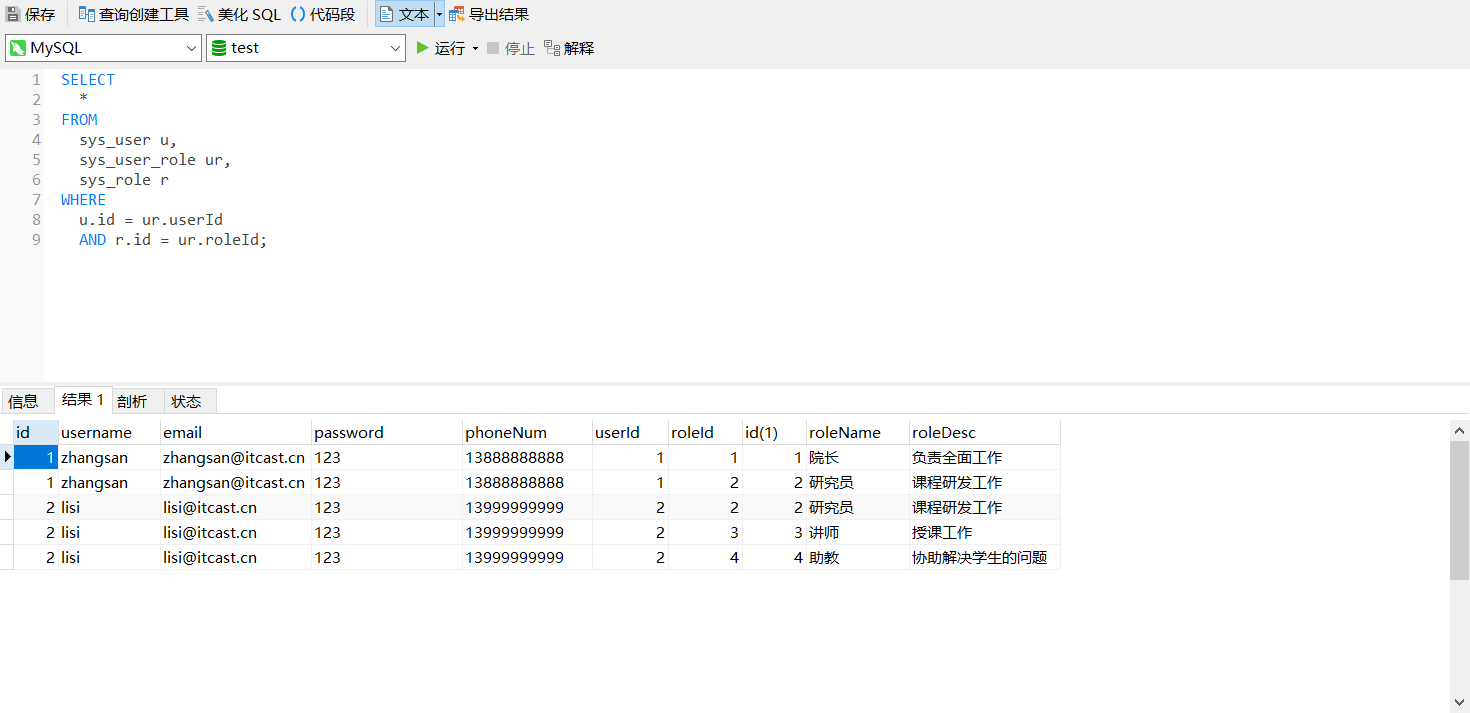 保存 查询创建工具 美化 SQL () 代码段 文本 导出结果
MySQL test 运行 停止 解释
1 SELECT
2 *
3 FROM
4 sys_user u,
5 sys_user_role ur,
6 sys_role r
7 WHERE
8 u.id = ur.userId
9 AND r.id = ur.roleId;
信息 结果 1 剖析 状态
id username email password phoneNum userId roleId id(1) roleName roleDesc
1 zhangsan zhangsan@itcast.cn 123 13888888888 1 1 1 院长 负责全面工作
1 zhangsan zhangsan@itcast.cn 123 13888888888 1 2 2 研究员 课程研发工作
2 lisi lisi@itcast.cn 123 13999999999 2 2 2 研究员 课程研发工作
2 lisi lisi@itcast.cn 123 13999999999 2 3 3 讲师 授课工作
2 lisi lisi@itcast.cn 123 13999999999 2 4 4 助教 协助解决学生的问题